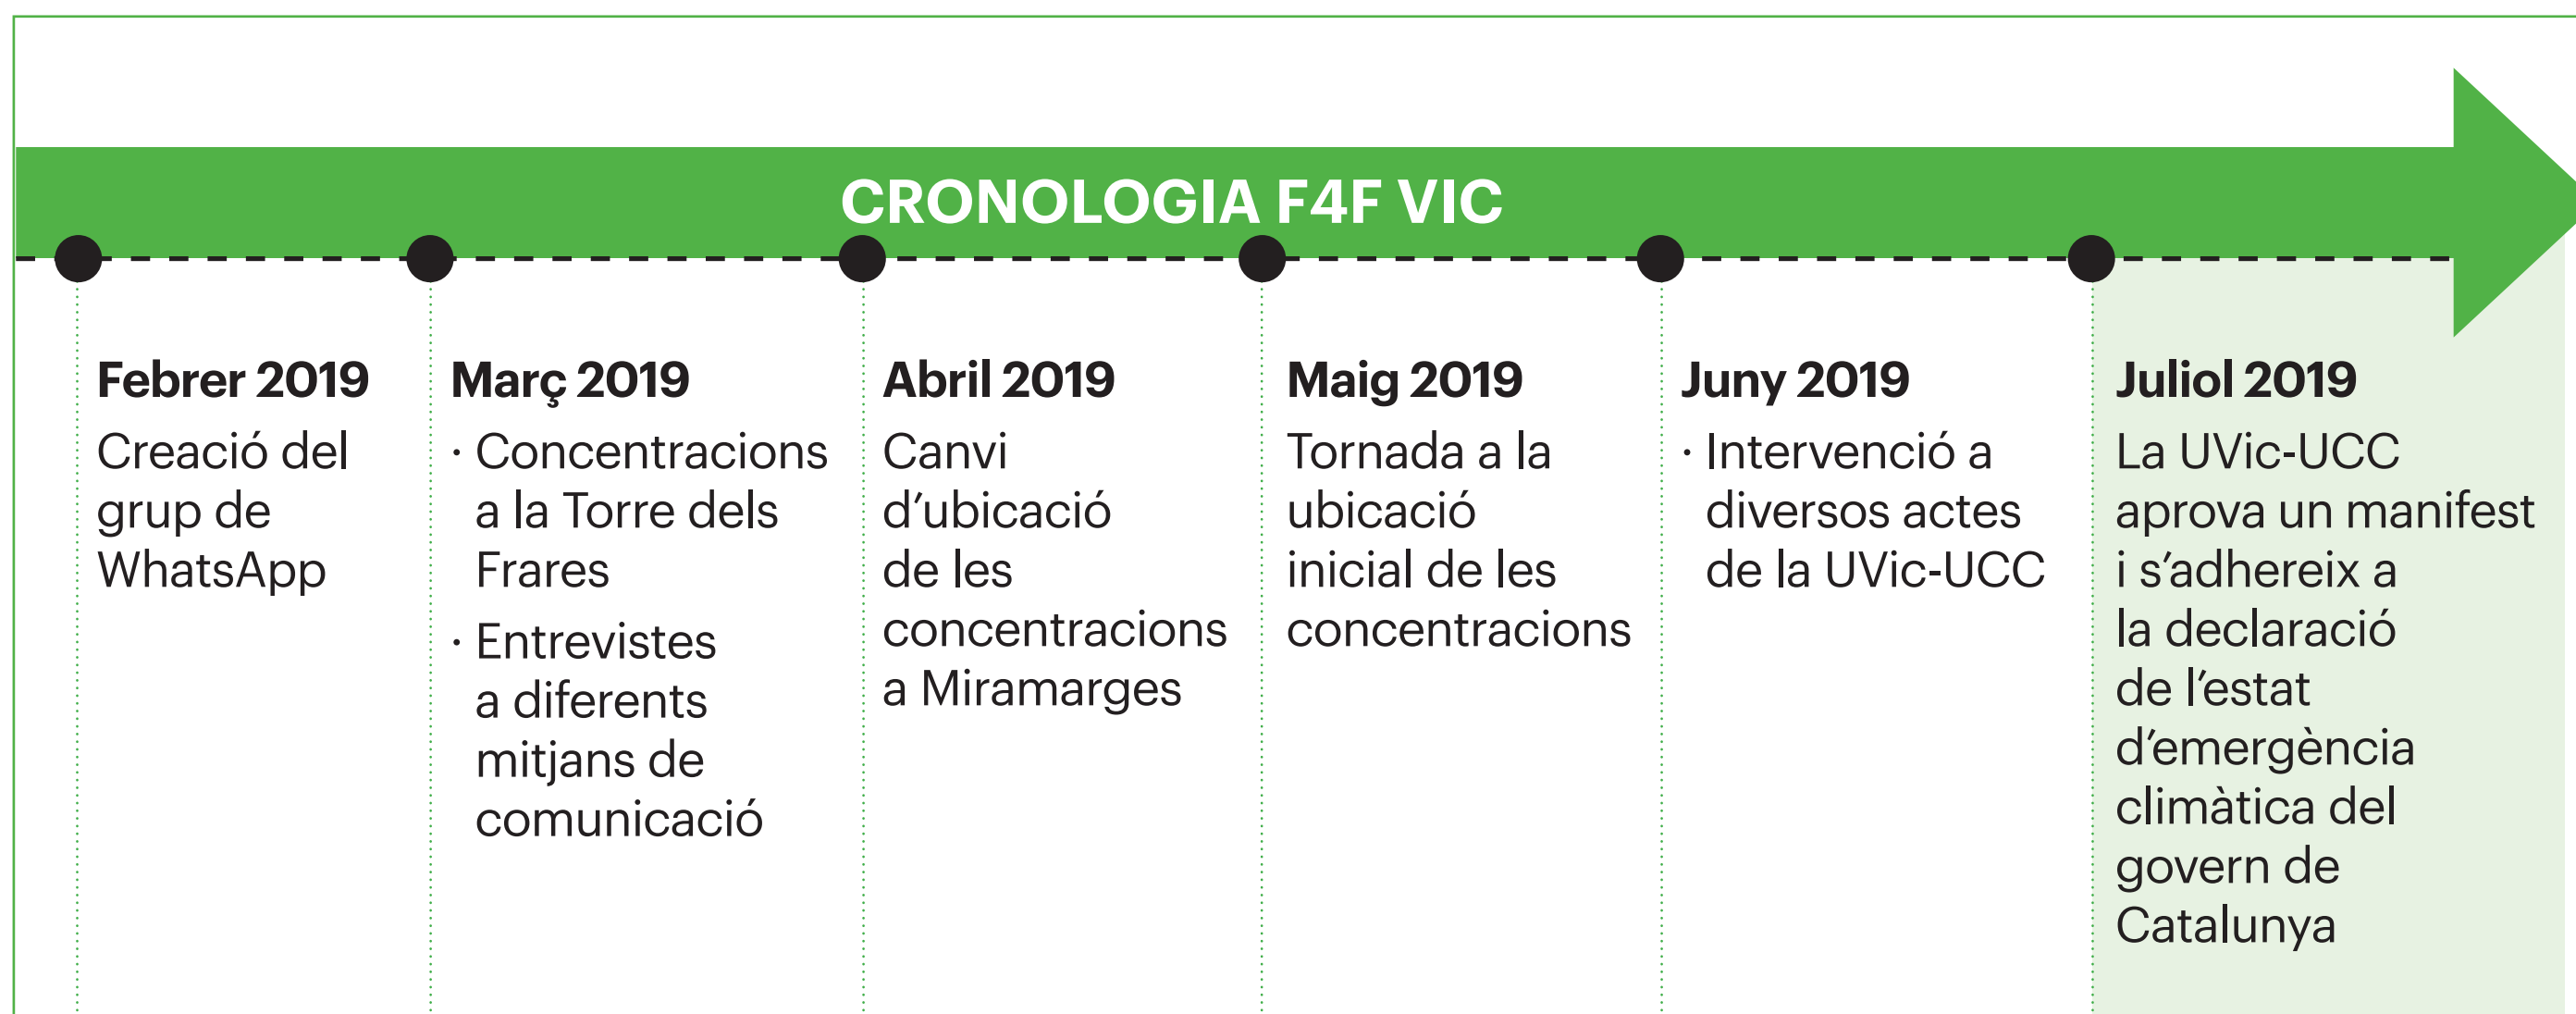 CRONOLOGIA F4F VIC
Febrer 2019
Creació del
grup de
WhatsApp
Març 2019
· Concentracions
a la Torre dels
Frares
· Entrevistes
a diferents
mitjans de
comunicació
Abril 2019
Canvi
d’ubicació
de les
concentracions
a Miramarges
Maig 2019
Tornada a la
ubicació
inicial de les
concentracions
Juny 2019
· Intervenció a
diversos actes
de la UVic-UCC
Juliol 2019
La UVic-UCC
aprova un manifest
i s’adhereix a
la declaració
de l’estat
d’emergència
climàtica del
govern de
Catalunya